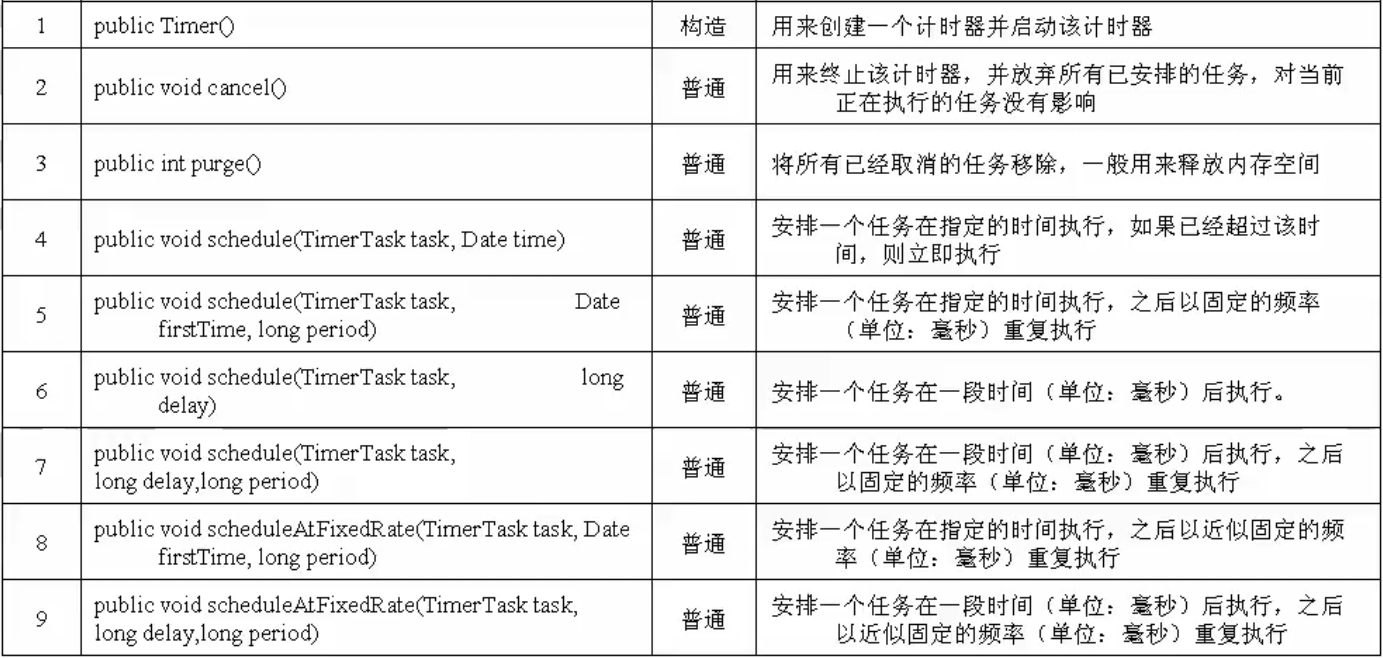 1 public Timer() 构造 用来创建一个计时器并启动该计时器
2 public void cancel() 普通 用来终止该计时器，并放弃所有已安排的任务，对当前
正在执行的任务没有影响
3 public int purge() 普通 将所有已经取消的任务移除，一般用来释放内存空间
4 public void schedule(TimerTask task, Date time) 普通 安排一个任务在指定的时间执行，如果已经超过该时
间，则立即执行
5 public void schedule(TimerTask task, Date
firstTime, long period) 普通 安排一个任务在指定的时间执行，之后以固定的频率
（单位：毫秒）重复执行
6 public void schedule(TimerTask task, long
delay) 普通 安排一个任务在一段时间（单位：毫秒）后执行。
7 public void schedule(TimerTask task,
long delay,long period) 普通 安排一个任务在一段时间（单位：毫秒）后执行，之后
以固定的频率（单位：毫秒）重复执行
8 public void scheduleAtFixedRate(TimerTask task, Date
firstTime, long period) 普通 安排一个任务在指定的时间执行，之后以近似固定的频
率（单位：毫秒）重复执行
9 public void scheduleAtFixedRate(TimerTask task,
long delay,long period) 普通 安排一个任务在一段时间（单位：毫秒）后执行，之后
以近似固定的频率（单位：毫秒）重复执行